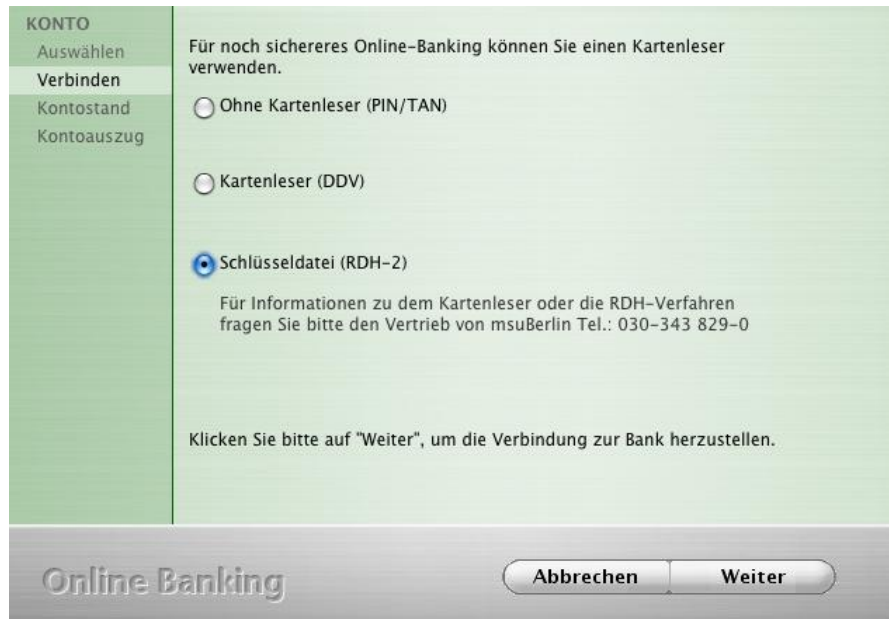 KONTO
Auswählen
Verbinden
Kontostand
Kontoauszug
Für noch sichereres Online-Banking können Sie einen Kartenleser
verwenden.
Ohne Kartenleser (PIN/TAN)
Kartenleser (DDV)
Schlüsseldatei (RDH-2)
Für Informationen zu dem Kartenleser oder die RDH-Verfahren
fragen Sie bitte den Vertrieb von msuBerlin Tel.: 030-343 829-0
Klicken Sie bitte auf "Weiter", um die Verbindung zur Bank herzustellen.
Online Banking
Abbrechen
Weiter